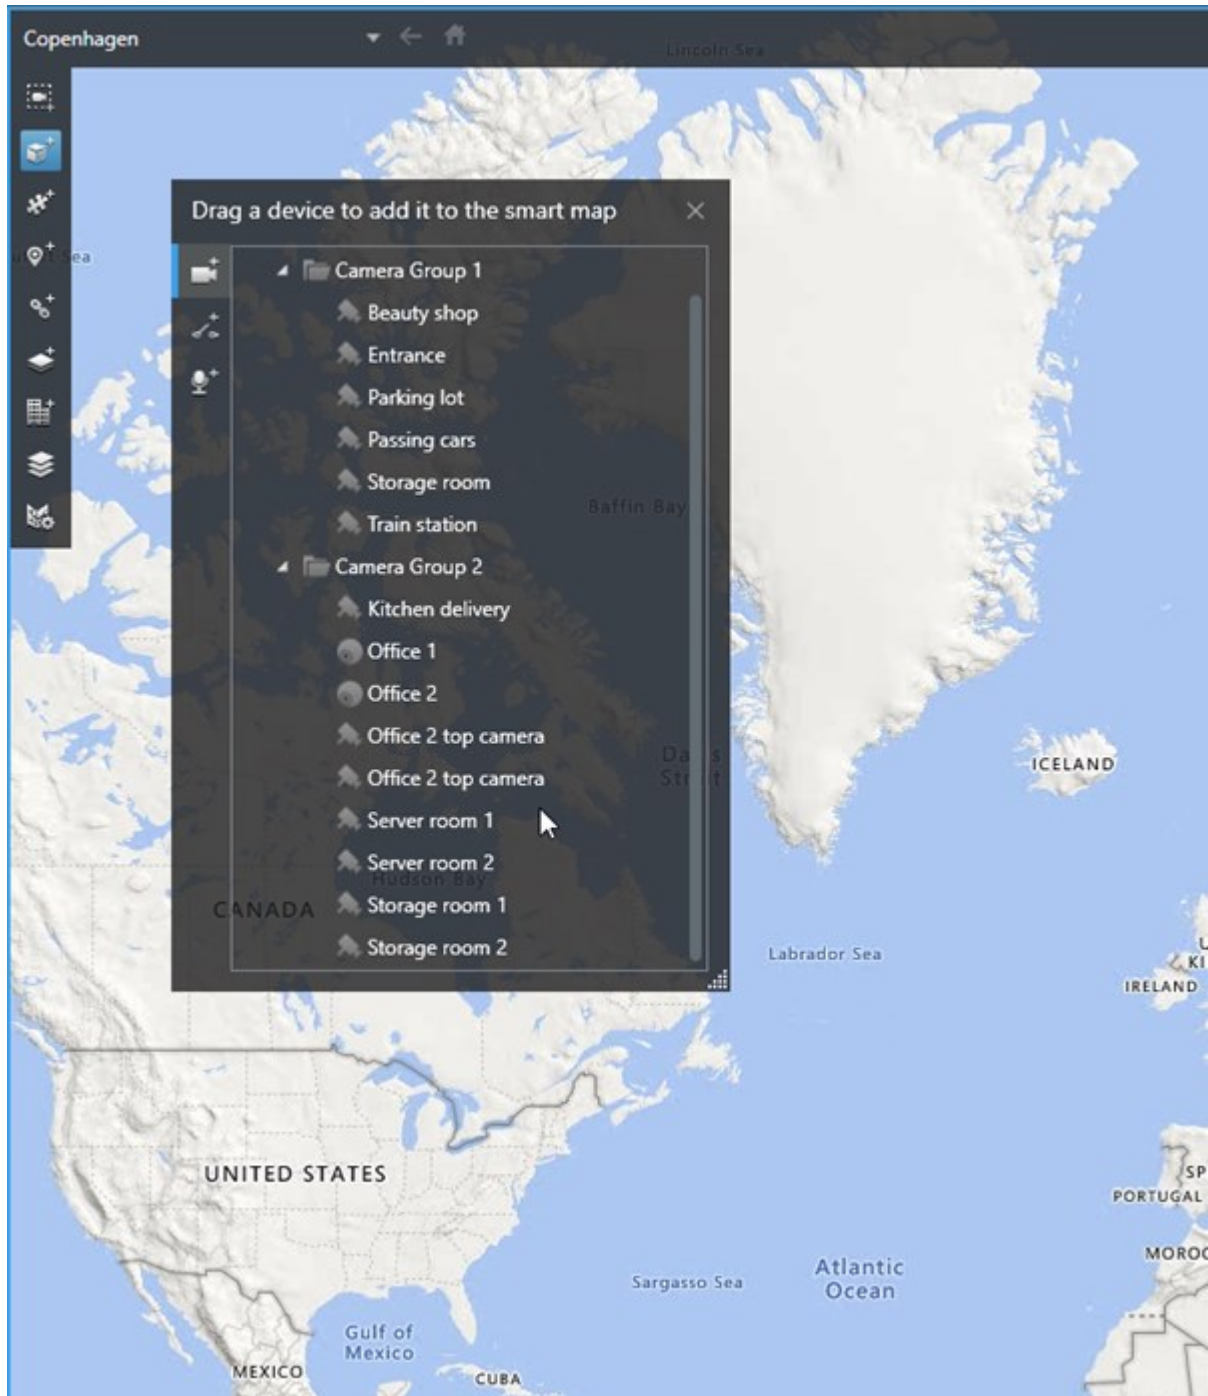 Copenhagen
Lincoln Sea
Drag a device to add it to the smart map
ea
Camera Group 1
Beauty shop
Entrance
Parking lot
Passing cars
Storage room
Baffin Bay
Train station
Camera Group 2
Kitchen delivery
Office 1
Office 2
Office 2 top camera
Office 2 top camera
ICELAND
Server room 1
Server room 2
Hudson Bay
Storage room 1
CANADA
Storage room 2
Labrador Sea
U
KI
IRELAND
UNITED STATES
SP
PORTUGAL
MOROC
Atlantic
Ocean
Sargasso Sea
Gulf of
Mexico
MEXICO
CUBA